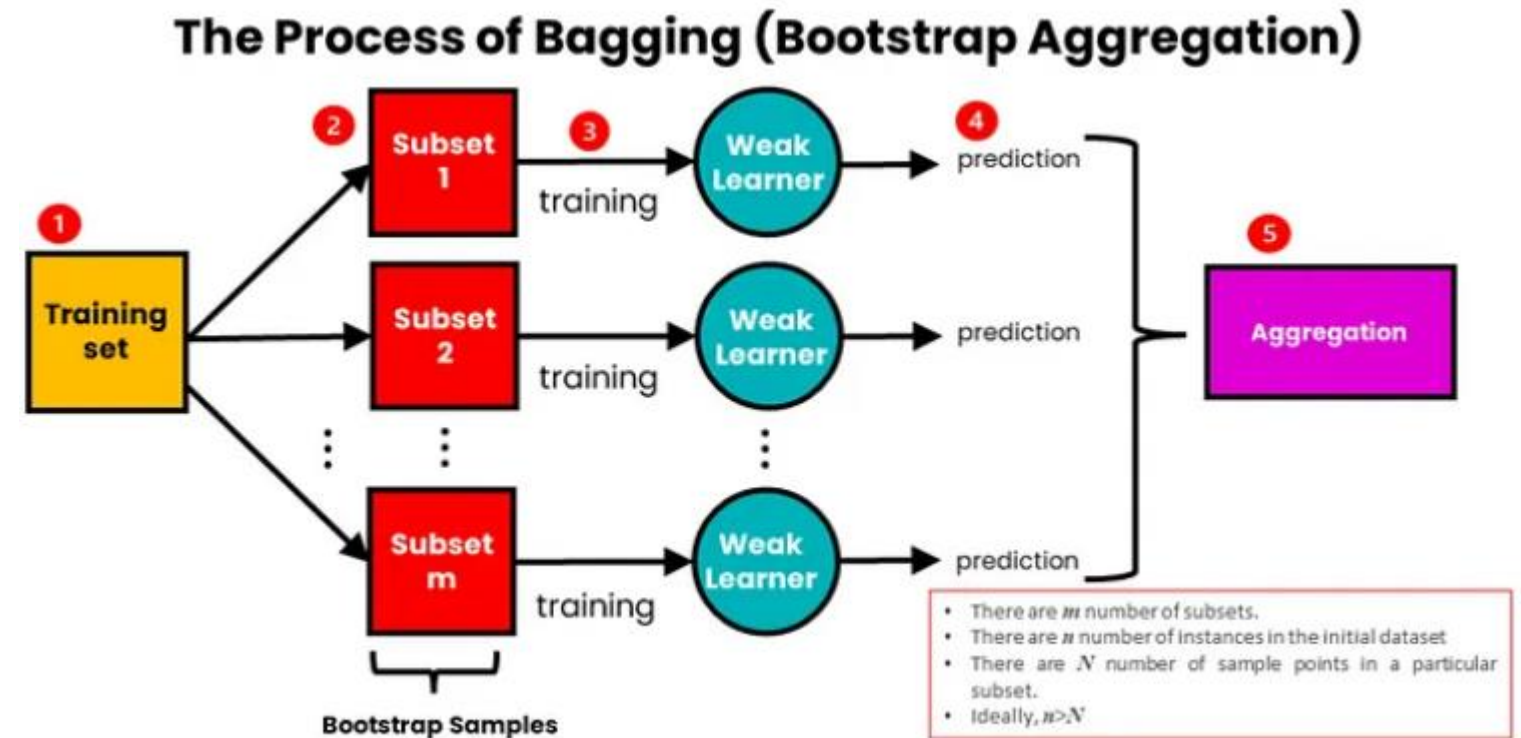 The Process of Bagging (Bootstrap Aggregation)
1
Training
set
2
Subset
1
3
training
Weak
Learner
4
prediction
Subset
2
training
Weak
Learner
prediction
⋮
⋮
⋮
Subset
m
training
Weak
Learner
prediction
5
Aggregation
Bootstrap Samples
• There are m number of subsets.
• There are n number of instances in the initial dataset
• There are N number of sample points in a particular
subset.
• Ideally, n>N